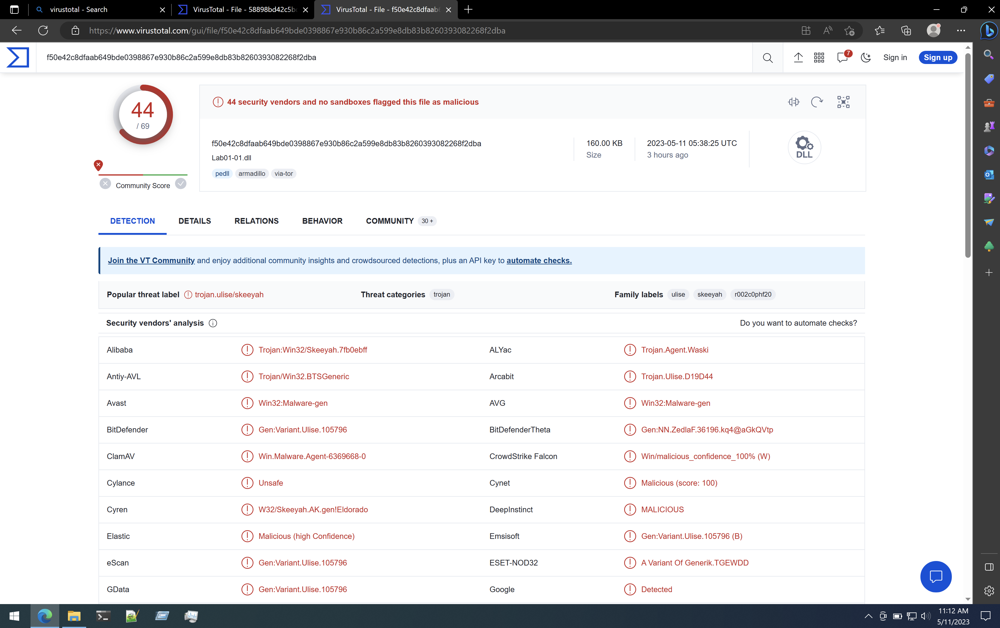 virustotal - Search
VirusTotal - File - 58898bd42c5b
VirusTotal - File - f50e42c8dfaab
https://www.virustotal.com/gui/file/f50e42c8dfaab649bde0398867e930b86c2a599e8db83b8260393082268f2dba
f50e42c8dfaab649bde0398867e930b86c2a599e8db83b8260393082268f2dba
7
Sign in
Sign up
44
/ 69
Community Score
44 security vendors and no sandboxes flagged this file as malicious
f50e42c8dfaab649bde0398867e930b86c2a599e8db83b8260393082268f2dba
Lab01-01.dll
pedll armadillo via-tor
160.00 KB
Size
2023-05-11 05:38:25 UTC
3 hours ago
DLL
DETECTION DETAILS RELATIONS BEHAVIOR COMMUNITY 30 +
Join the VT Community and enjoy additional community insights and crowdsourced detections, plus an API key to automate checks.
Popular threat label trojan.ulise/skeeyah Threat categories trojan Family labels ulise skeeyah r002c0phf20
Security vendors' analysis Do you want to automate checks?
Alibaba Trojan:Win32/Skeeyah.7fb0ebff ALYac Trojan.Agent.Waski
Antiy-AVL Trojan/Win32.BTSGeneric Arcabit Trojan.Ulise.D19D44
Avast Win32:Malware-gen AVG Win32:Malware-gen
BitDefender Gen:Variant.Ulise.105796 BitDefenderTheta Gen:NN.ZedlaF.36196.kq4@aGkQVtp
ClamAV Win.Malware.Agent-6369668-0 CrowdStrike Falcon Win/malicious_confidence_100% (W)
Cylance Unsafe Cynet Malicious (score: 100)
Cyren W32/Skeeyah.AK.gen!Eldorado DeepInstinct MALICIOUS
Elastic Malicious (high Confidence) Emsisoft Gen:Variant.Ulise.105796 (B)
eScan Gen:Variant.Ulise.105796 ESET-NOD32 A Variant Of Generik.TGEWDD
GData Gen:Variant.Ulise.105796 Google Detected
11:12 AM
5/11/2023